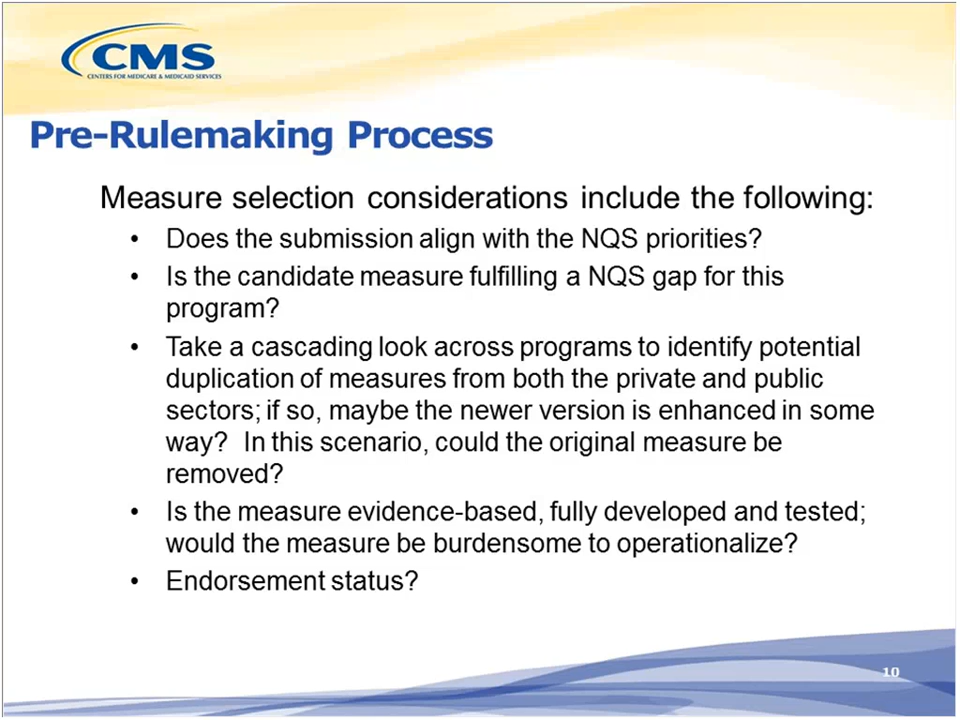 CMS
CENTERS FOR MEDICARE & MEDICAID SERVICES
Pre-Rulemaking Process
Measure selection considerations include the following:
• Does the submission align with the NQS priorities?
• Is the candidate measure fulfilling a NQS gap for this
program?
• Take a cascading look across programs to identify potential
duplication of measures from both the private and public
sectors; if so, maybe the newer version is enhanced in some
way?  In this scenario, could the original measure be
removed?
• Is the measure evidence-based, fully developed and tested;
would the measure be burdensome to operationalize?
• Endorsement status?
10